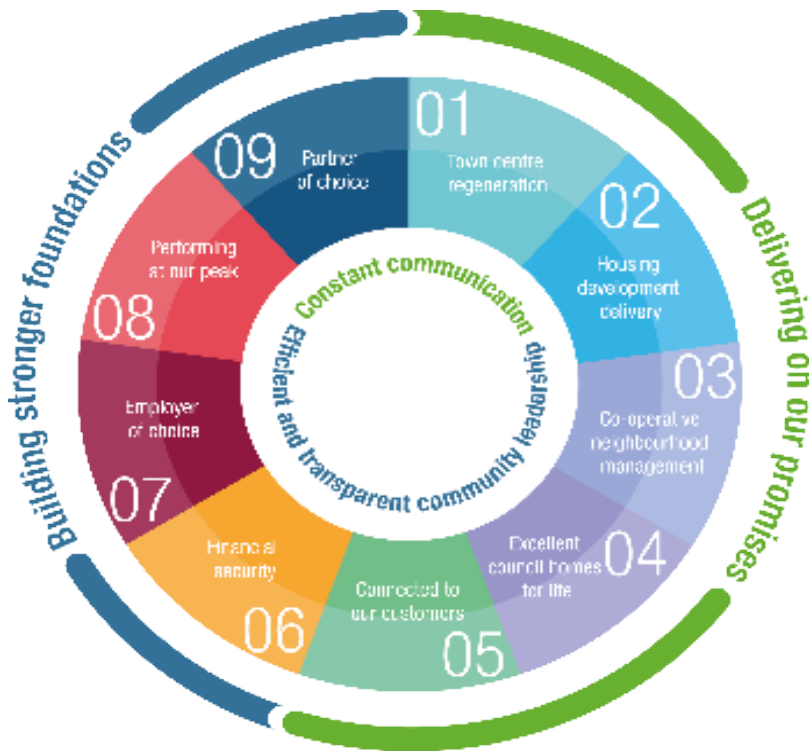 Building stronger foundations
Delivering on our promises
Constant communication
Efficient and transparent community leadership
01
Town centre
regeneration
02
Housing
development
delivery
03
Co-operative
neighbourhood
management
04
Excellent
council homes
for life
05
Connected to
our customers
06
Financial
security
07
Employer
of choice
08
Performing
at our peak
09
Partner
of choice